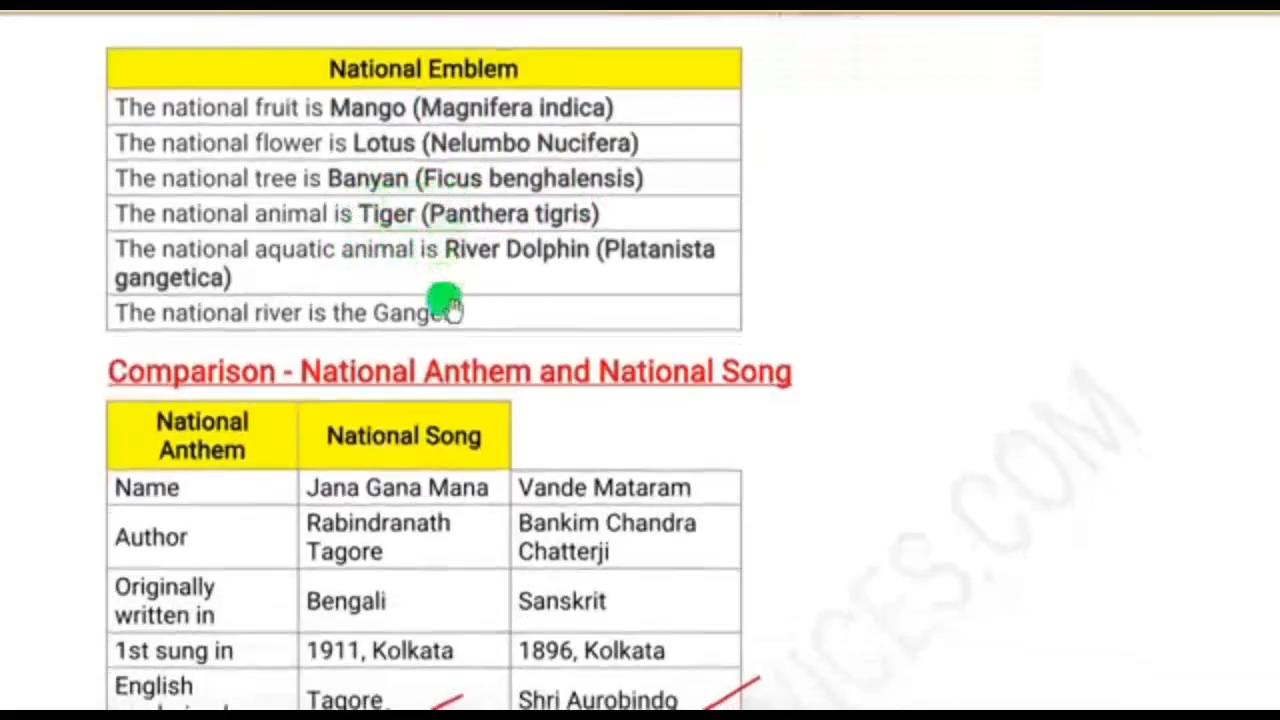 National Emblem
The national fruit is Mango (Magnifera indica)
The national flower is Lotus (Nelumbo Nucifera)
The national tree is Banyan (Ficus benghalensis)
The national animal is Tiger (Panthera tigris)
The national aquatic animal is River Dolphin (Platanista
gangetica)
The national river is the
Comparison - National Anthem and National Song
National
Anthem
National Song
Name
Jana Gana Mana
Vande Mataram
Author
Rabindranath
Tagore
Bankim Chandra
Chatterji
Originally
written in
Bengali
Sanskrit
1st sung in
1911, Kolkata
1896, Kolkata
English
Tagore
Shri Aurobindo